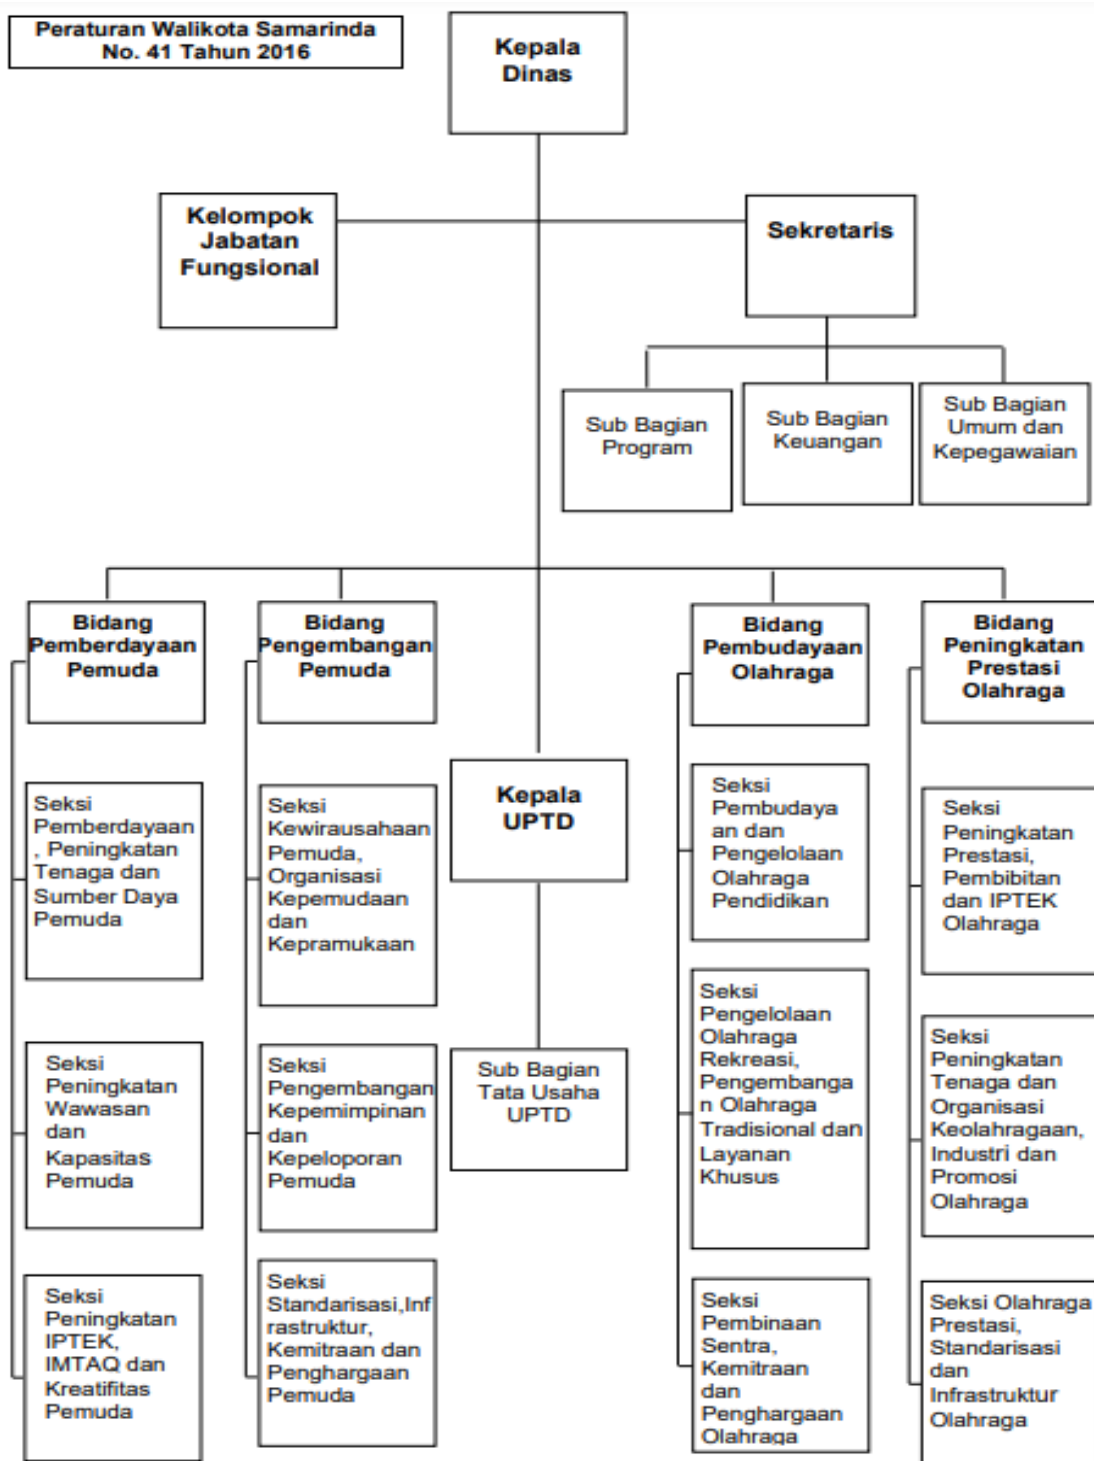 Peraturan Walikota Samarinda
No. 41 Tahun 2016
Kepala
Dinas
Kelompok
Jabatan
Fungsional
Sekretaris
Sub Bagian
Program
Sub Bagian
Keuangan
Sub Bagian
Umum dan
Kepegawaian
Bidang
Pemberdayaan
Pemuda
Bidang
Pengembangan
Pemuda
Bidang
Pembudayaan
Olahraga
Bidang
Peningkatan
Prestasi
Olahraga
Seksi
Pemberdayaan
, Peningkatan
Tenaga dan
Sumber Daya
Pemuda
Seksi
Kewirausahaan
Pemuda,
Organisasi
Kepemudaan
dan
Kepramukaan
Kepala
UPTD
Seksi
Pembudaya
an dan
Pengelolaan
Olahraga
Pendidikan
Seksi
Peningkatan
Prestasi,
Pembibitan
dan IPTEK
Olahraga
Seksi
Peningkatan
Wawasan
dan
Kapasitas
Pemuda
Seksi
Pengembangan
Kepemimpinan
dan
Kepeloporan
Pemuda
Sub Bagian
Tata Usaha
UPTD
Seksi
Pengelolaan
Olahraga
Rekreasi,
Pengembanga
n Olahraga
Tradisional dan
Layanan
Khusus
Seksi
Peningkatan
Tenaga dan
Organisasi
Keolahragaan,
Industri dan
Promosi
Olahraga
Seksi
Peningkatan
IPTEK,
IMTAQ dan
Kreatifitas
Pemuda
Seksi
Standarisasi,Inf
rastruktur,
Kemitraan dan
Penghargaan
Pemuda
Seksi
Pembinaan
Sentra,
Kemitraan
dan
Penghargaan
Olahraga
Seksi Olahraga
Prestasi,
Standarisasi
dan
Infrastruktur
Olahraga